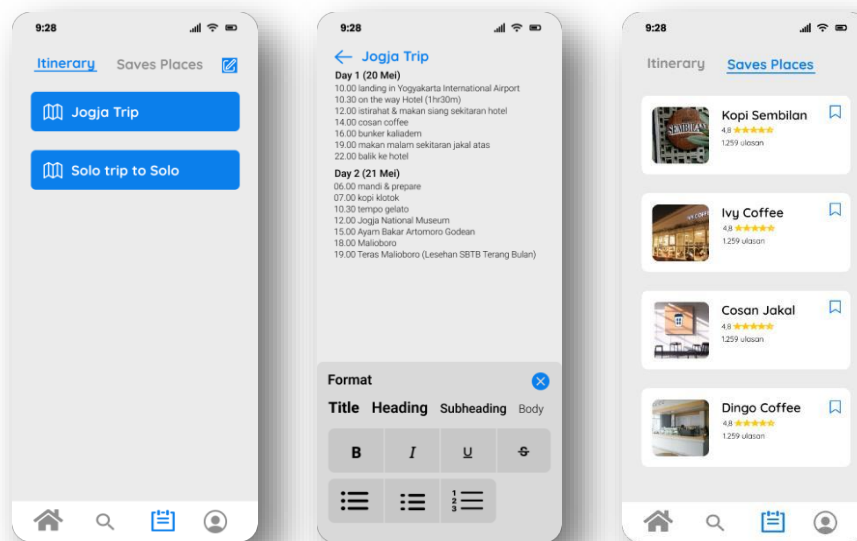 9:28
Itinerary Saves Places
Jogja Trip
Solo trip to Solo
9:28
Jogja Trip
Day 1 (20 Mei)
10.00 landing in Yogyakarta International Airport
10.30 on the way Hotel (1hr30m)
12.00 istirahat & makan siang sekitaran hotel
14.00 cosan coffee
16.00 bunker kaliadem
19.00 makan malam sekitaran jakal atas
22.00 balik ke hotel
Day 2 (21 Mei)
06.00 mandi & prepare
07.00 kopi klotok
10.30 tempo gelato
12.00 Jogja National Museum
15.00 Ayam Bakar Artomoro Godean
18.00 Malioboro
19.00 Teras Malioboro (Lesehan SBTB Terang Bulan)
Format
Title Heading Subheading Body
B I U S
1
2
3
9:28
Itinerary Saves Places
SEMBILAN
Kopi Sembilan
4,8
1.259 ulasan
Ivy Coffee
4,8
1.259 ulasan
Cosan Jakal
4,8
1.259 ulasan
Dingo Coffee
4,8
1.259 ulasan